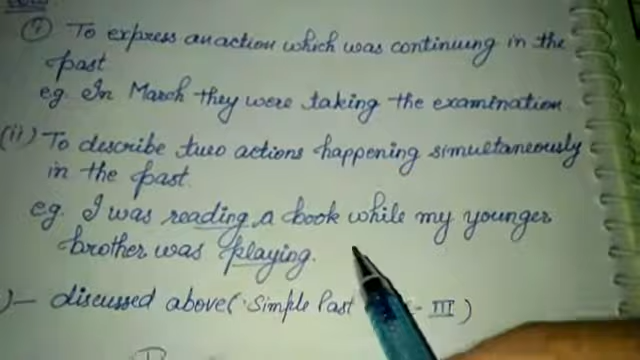 (i) To express an action which was continuing in the
past
eg. In March they were taking the examination
(ii) To describe two actions happening simultaneously
in the past.
eg. I was reading a book while my younger
brother was playing.
)– discussed above (Simple Past - III)